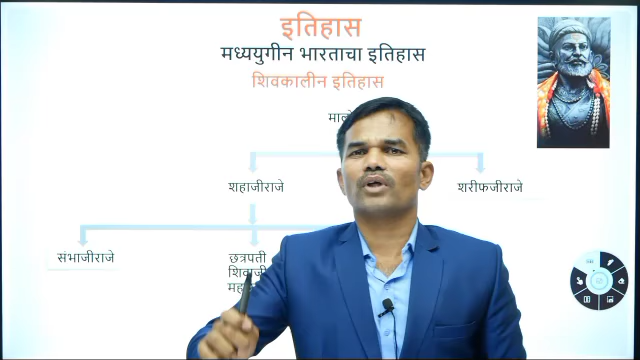 इतिहास
मध्ययुगीन भारताचा इतिहास
शिवकालीन इतिहास
शहाजीराजे
शरीफजीराजे
संभाजीराजे
छत्रपती
शिवाजी